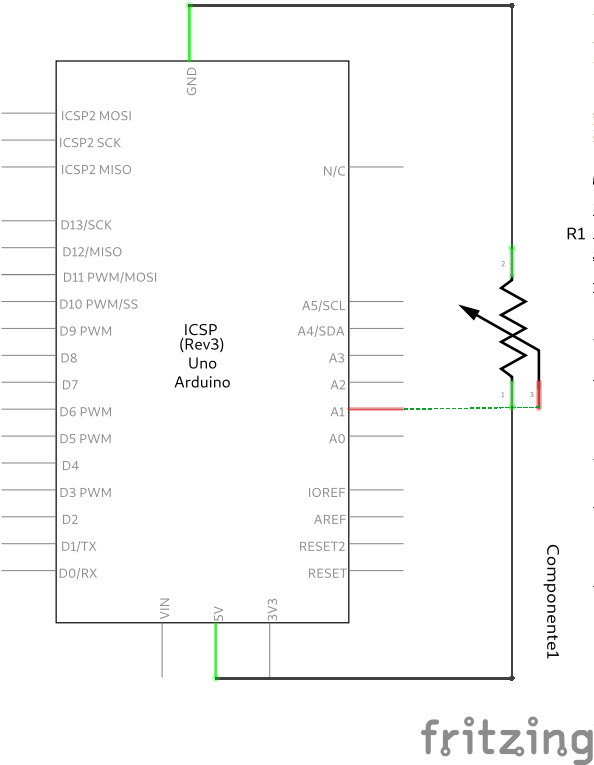 GND
ICSP2 MOSI
ICSP2 SCK
ICSP2 MISO
N/C
D13/SCK
R1
D12/MISO
2
D11 PWM/MOSI
D10 PWM/SS
A5/SCL
D9 PWM
ICSP
A4/SDA
(Rev3)
D8
Uno
A3
D7
Arduino
A2
1
3
D6 PWM
A1
D5 PWM
A0
D4
D3 PWM
IOREF
D2
AREF
D1/TX
RESET2
D0/RX
RESET
Componente1
VIN
5V
3V3
fritzing